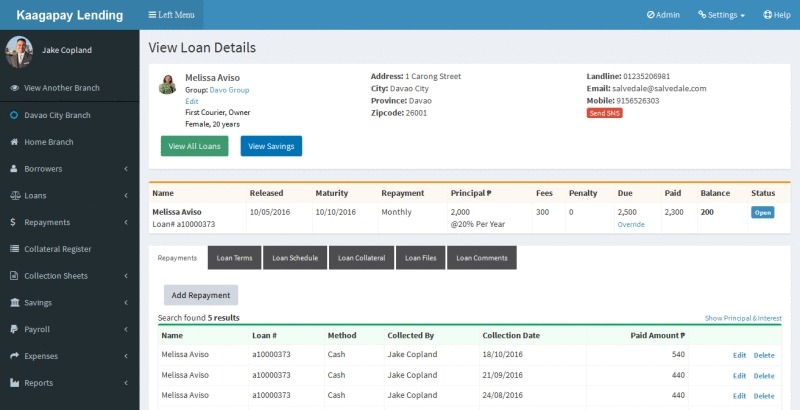 Kaagapay Lending
Left Menu
Admin
Settings
Help
Jake Copland
View Another Branch
Davao City Branch
Home Branch
Borrowers
Loans
$ Repayments
Collateral Register
Collection Sheets
Savings
Payroll
Expenses
Reports
View Loan Details
Melissa Aviso
Group: Davo Group
Edit
First Courier, Owner
Female, 20 years
Address: 1 Carong Street
City: Davao City
Province: Davao
Zipcode: 26001
Landline: 01235206981
Email: salvedale@salvedale.com
Mobile: 9156526303
Send SMS
View All Loans
View Savings
Name Released Maturity Repayment Principal ₱ Fees Penalty Due Paid Balance Status
Melissa Aviso 10/05/2016 10/10/2016 Monthly 2,000 300 0 2,500 2,300 200 Open
Loan# a10000373 @20% Per Year Override
Repayments Loan Terms Loan Schedule Loan Collateral Loan Files Loan Comments
Add Repayment
Search found 5 results
Show Principal & Interest
Name Loan # Method Collected By Collection Date Paid Amount ₱
Melissa Aviso a10000373 Cash Jake Copland 18/10/2016 540 Edit Delete
Melissa Aviso a10000373 Cash Jake Copland 21/09/2016 440 Edit Delete
Melissa Aviso a10000373 Cash Jake Copland 24/08/2016 440 Edit Delete